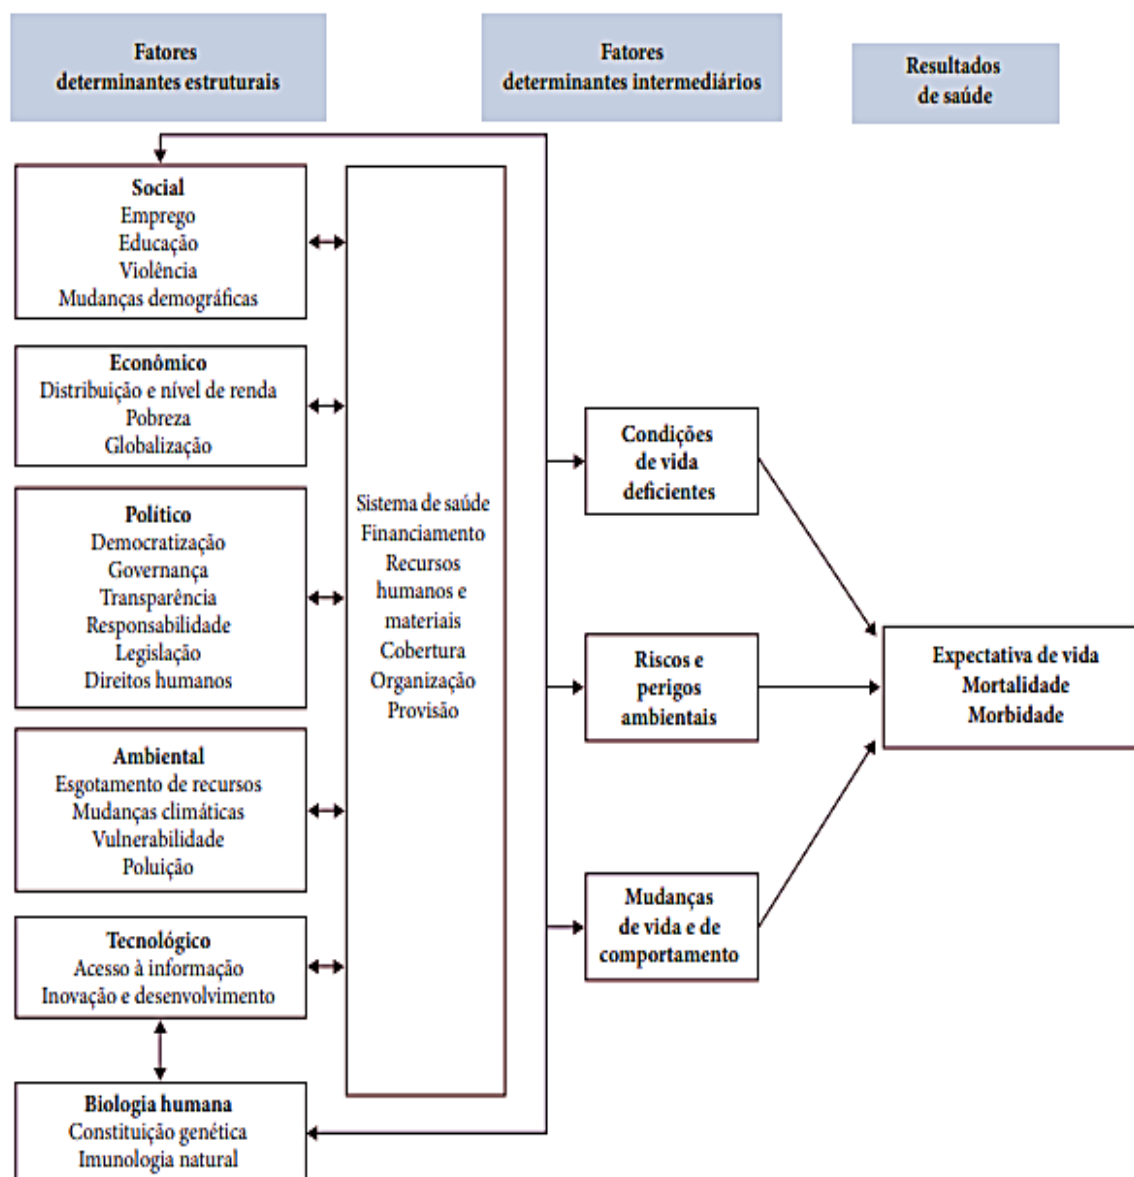 Fatores
determinantes estruturais
Fatores
determinantes intermediários
Resultados
de saúde
Social
Emprego
Educação
Violência
Mudanças demográficas
Econômico
Distribuição e nível de renda
Pobreza
Globalização
Político
Democratização
Governança
Transparência
Responsabilidade
Legislação
Direitos humanos
Ambiental
Esgotamento de recursos
Mudanças climáticas
Vulnerabilidade
Poluição
Tecnológico
Acesso à informação
Inovação e desenvolvimento
Biologia humana
Constituição genética
Imunologia natural
Sistema de saúde
Financiamento
Recursos
humanos e
materiais
Cobertura
Organização
Provisão
Condições
de vida
deficientes
Riscos e
perigos
ambientais
Mudanças
de vida e de
comportamento
Expectativa de vida
Mortalidade
Morbidade